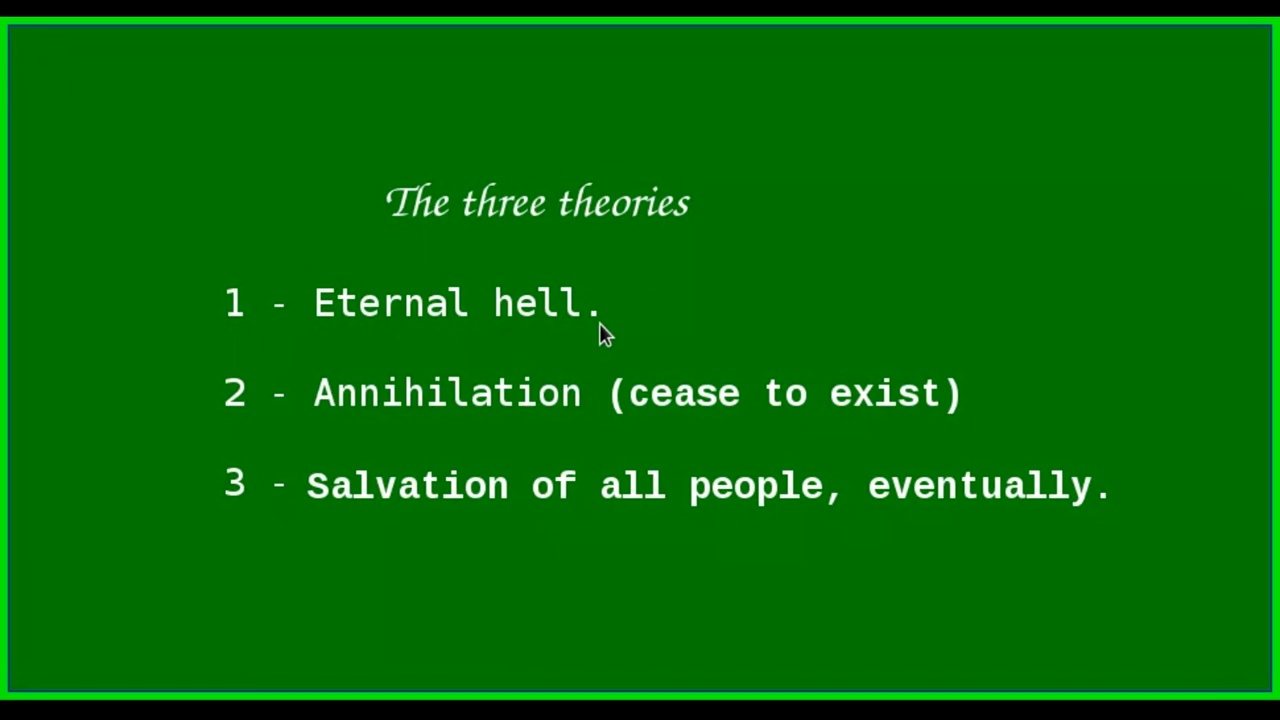 The three theories
1 - Eternal hell.
2 - Annihilation (cease to exist)
3 - Salvation of all people, eventually.